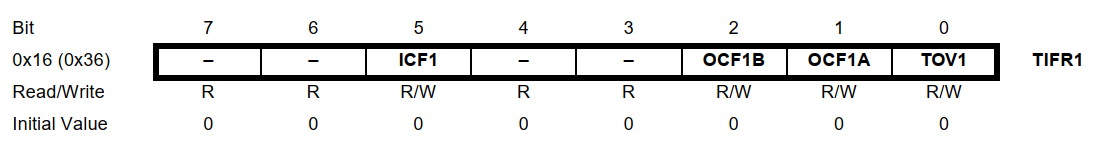 Bit 7 6 5 4 3 2 1 0
0x16 (0x36) – – ICF1 – – OCF1B OCF1A TOV1 TIFR1
Read/Write R R R/W R R R/W R/W R/W
Initial Value 0 0 0 0 0 0 0 0